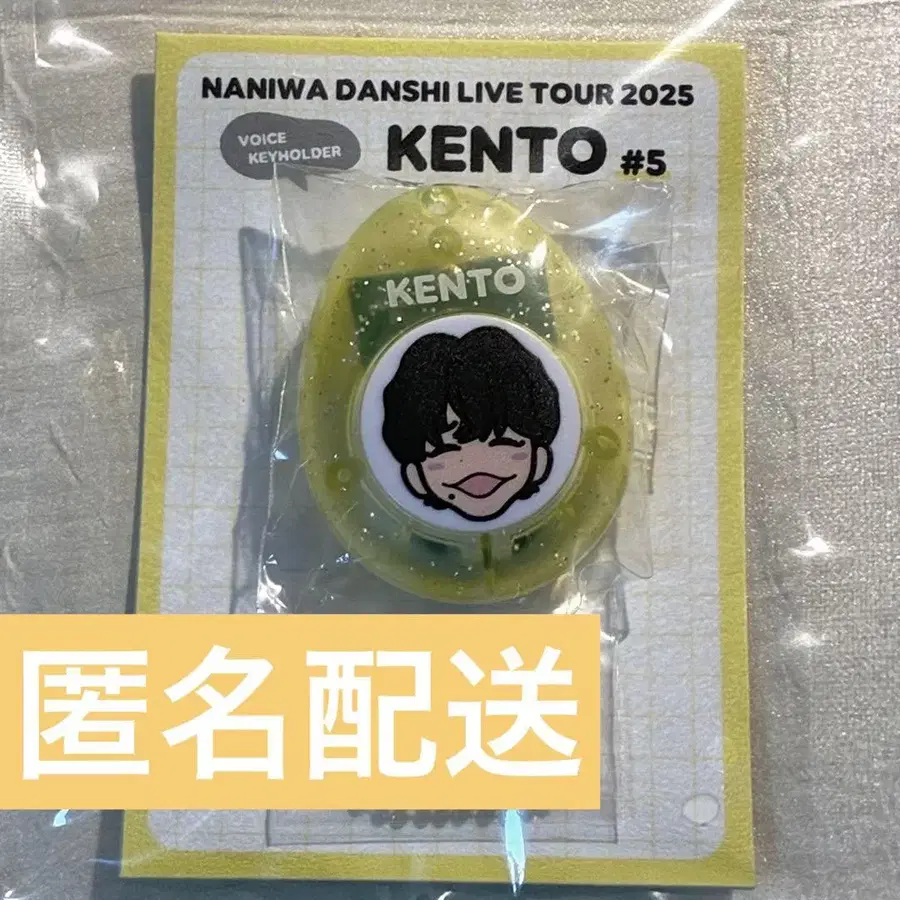 NANIWA DANSHI LIVE TOUR 2025
VOICE
KEYHOLDER
KENTO #5
KENTO
匿名配送